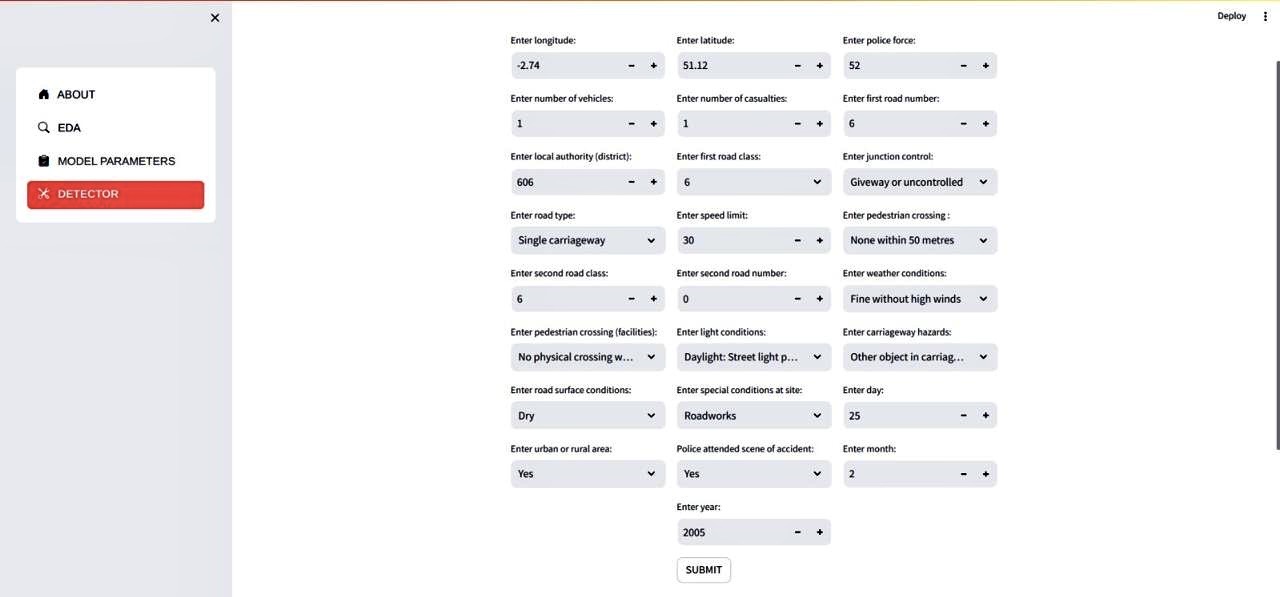 Deploy
ABOUT
EDA
MODEL PARAMETERS
DETECTOR
Enter longitude: Enter latitude: Enter police force:
-2.74 51.12 52
Enter number of vehicles: Enter number of casualties: Enter first road number:
1 1 6
Enter local authority (district): Enter first road class: Enter junction control:
606 6 Giveway or uncontrolled
Enter road type: Enter speed limit: Enter pedestrian crossing :
Single carriageway 30 None within 50 metres
Enter second road class: Enter second road number: Enter weather conditions:
6 0 Fine without high winds
Enter pedestrian crossing (facilities): Enter light conditions: Enter carriageway hazards:
No physical crossing w... Daylight: Street light p... Other object in carriag...
Enter road surface conditions: Enter special conditions at site: Enter day:
Dry Roadworks 25
Enter urban or rural area: Police attended scene of accident: Enter month:
Yes Yes 2
Enter year:
2005
SUBMIT